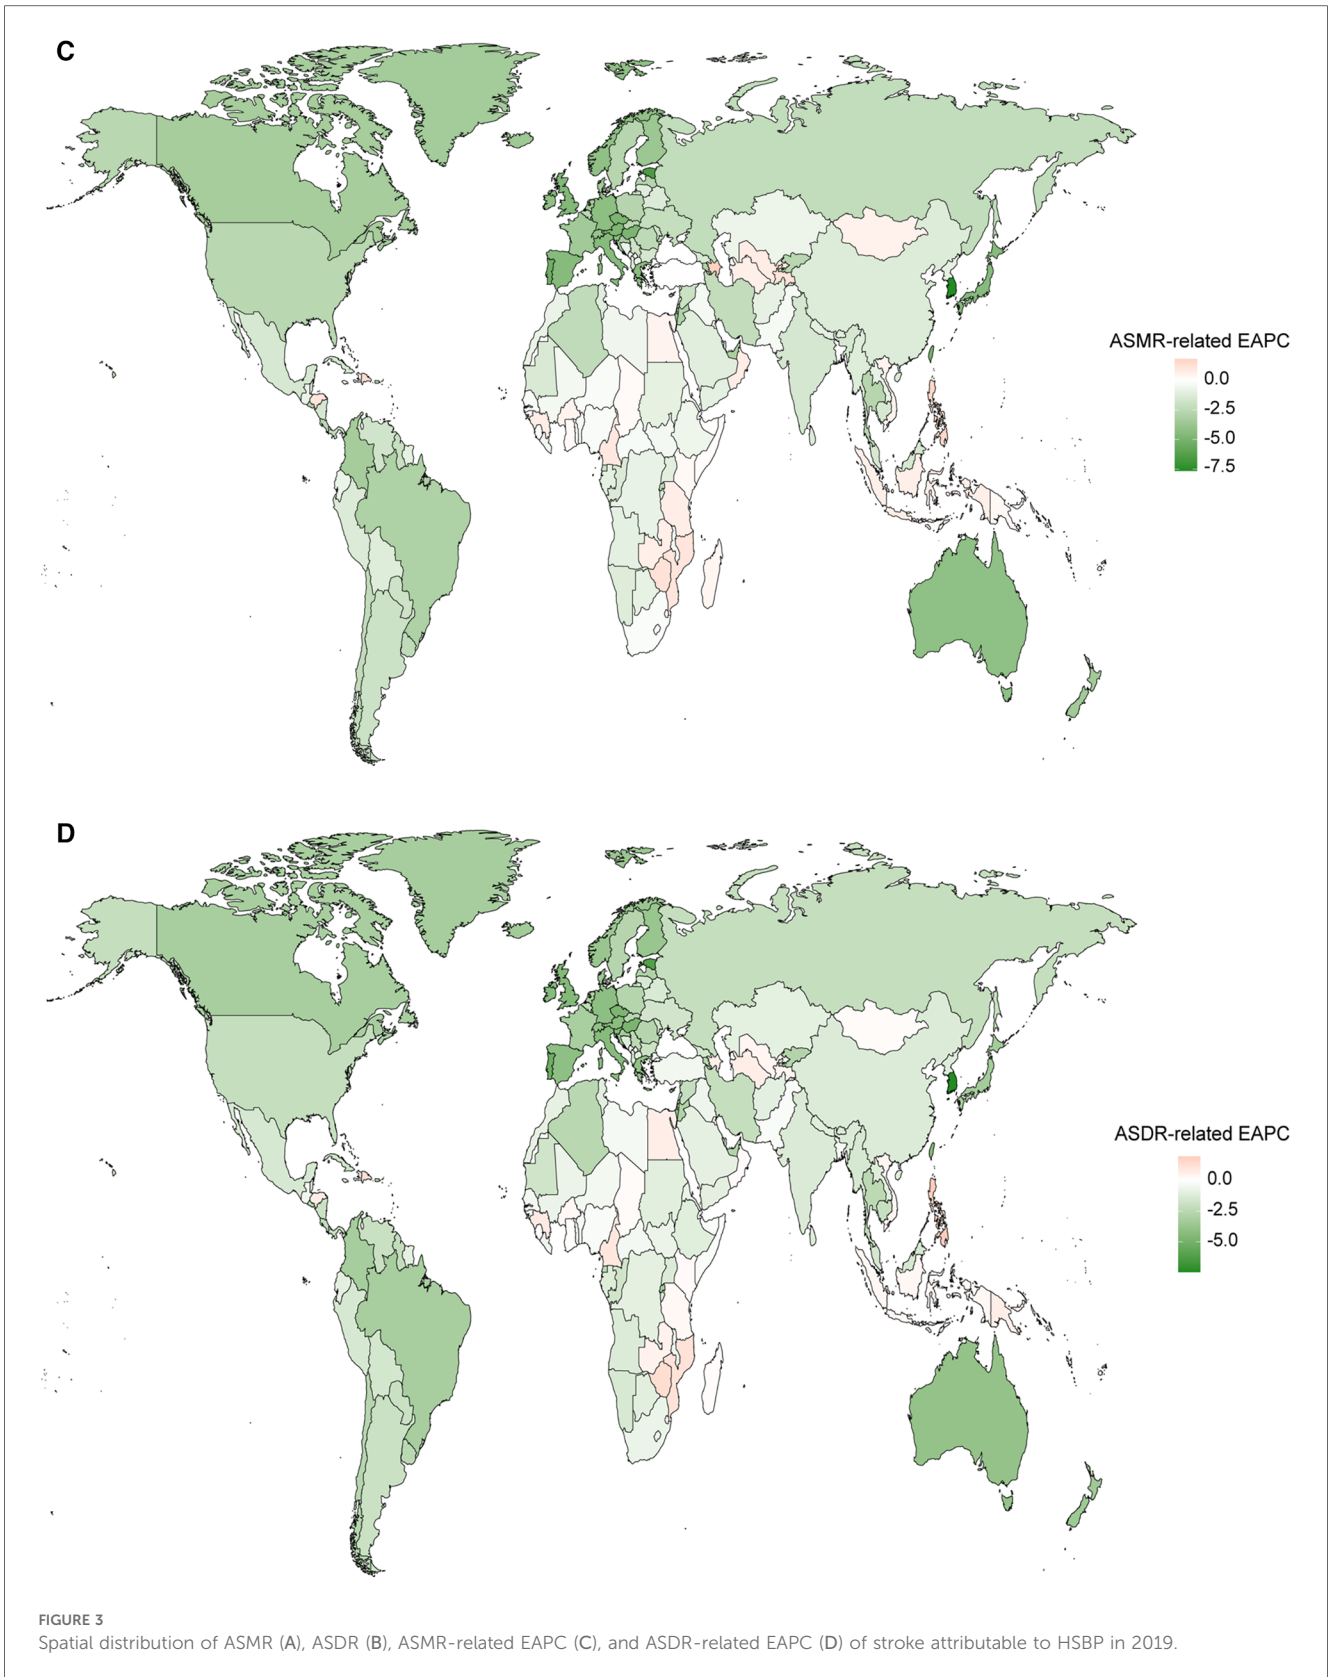 C
ASMR-related EAPC
0.0
-2.5
-5.0
-7.5
D
ASDR-related EAPC
0.0
-2.5
-5.0
FIGURE 3
Spatial distribution of ASMR (A), ASDR (B), ASMR-related EAPC (C), and ASDR-related EAPC (D) of stroke attributable to HSBP in 2019.